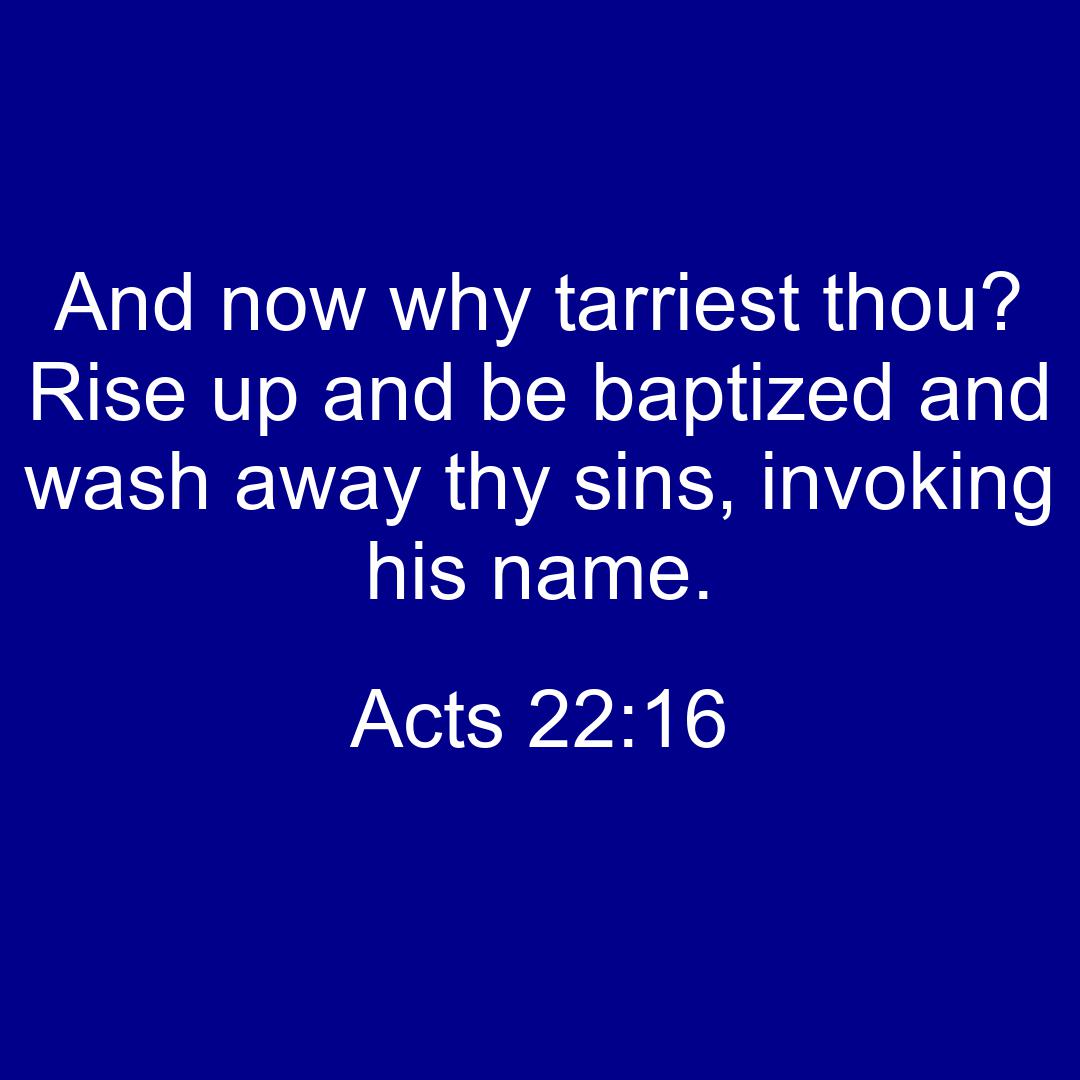 And now why tarriest thou?
Rise up and be baptized and
wash away thy sins, invoking
his name.
Acts 22:16